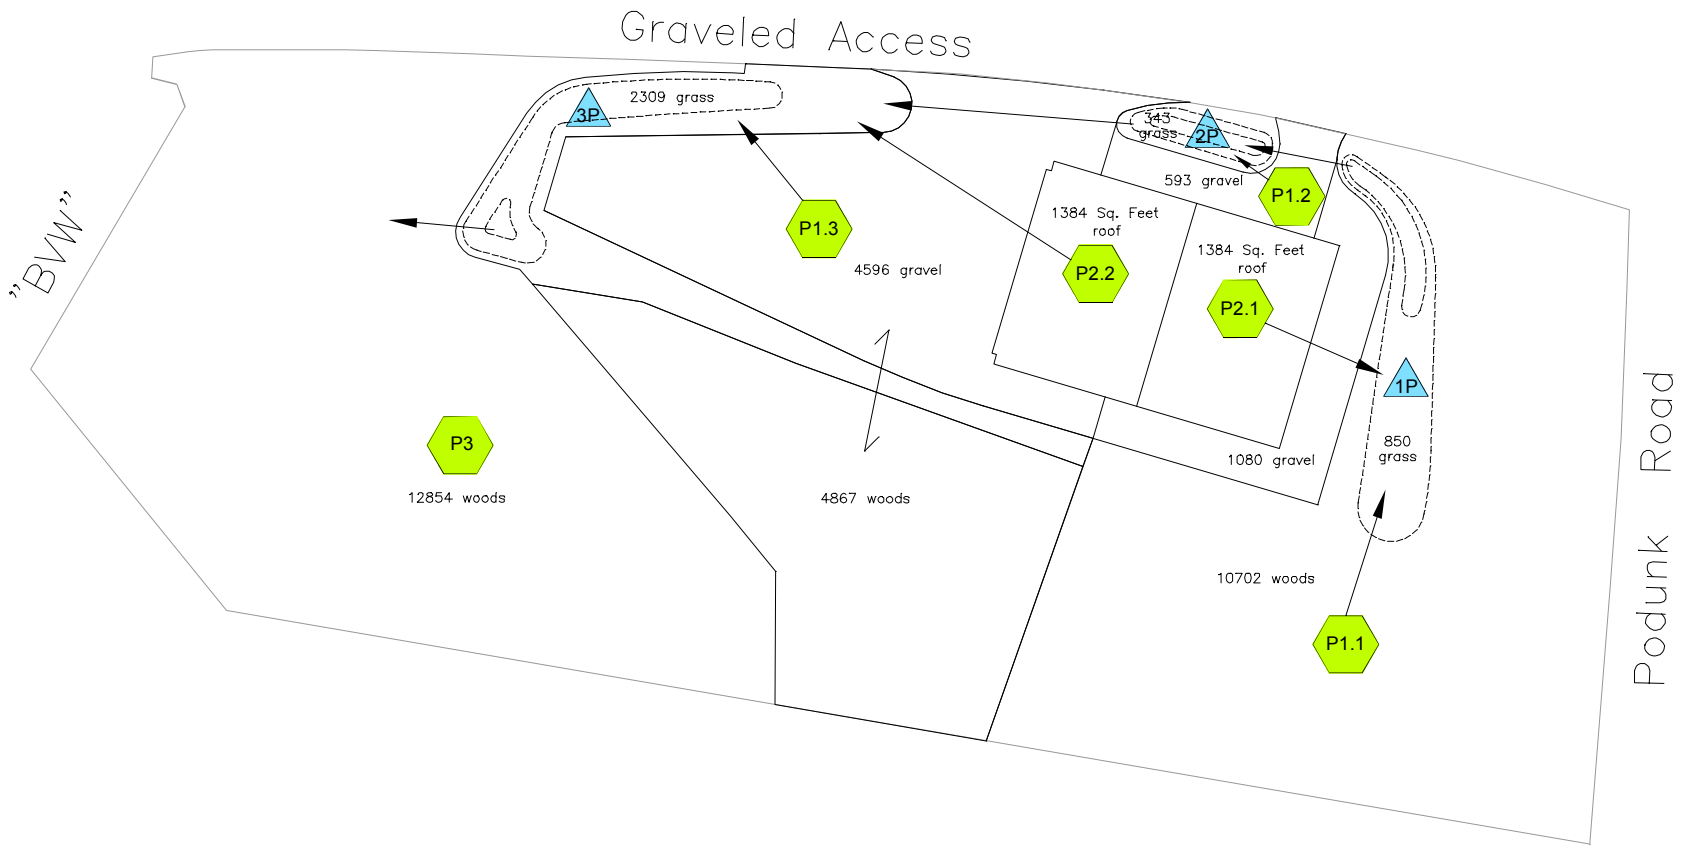 Graveled Access
2309 grass
3P
343
grass
2P
593 gravel
P1.2
"BVW"
1384 Sq. Feet
roof
P1.3
P2.2
4596 gravel
1384 Sq. Feet
roof
P2.1
1P
850
grass
P3
12854 woods
4867 woods
1080 gravel
10702 woods
P1.1
Podunk Road